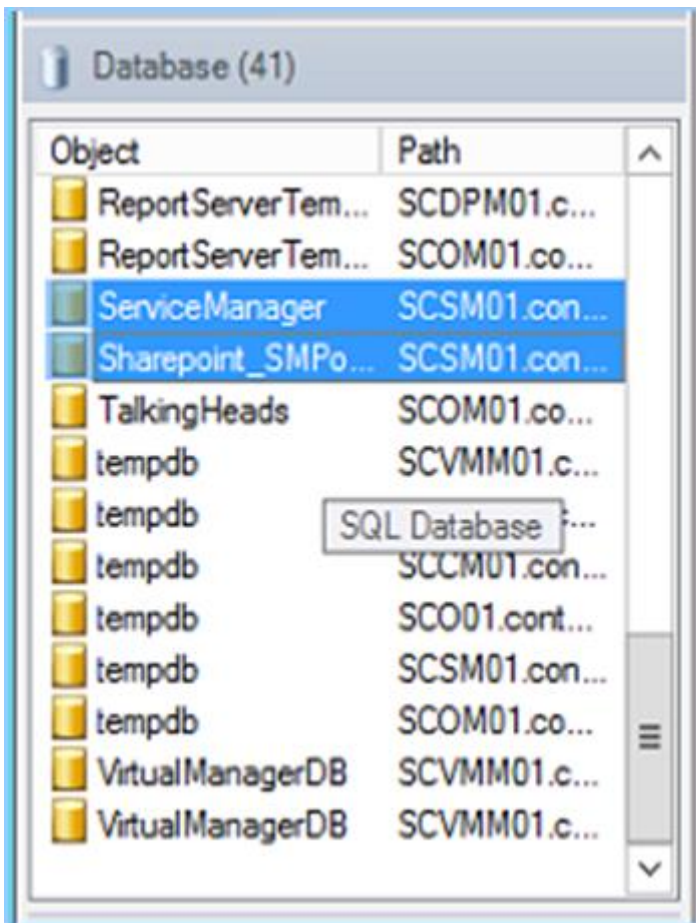 Database (41)
Object Path
ReportServerTem... SCDPM01.c...
ReportServerTem... SCOM01.co...
ServiceManager SCSM01.con...
Sharepoint_SMPo... SCSM01.con...
TalkingHeads SCOM01.co...
tempdb SCVMM01.c...
tempdb
SQL Database
tempdb SCCM01.con...
tempdb SCO01.cont...
tempdb SCSM01.con...
tempdb SCOM01.co...
VirtualManagerDB SCVMM01.c...
VirtualManagerDB SCVMM01.c...